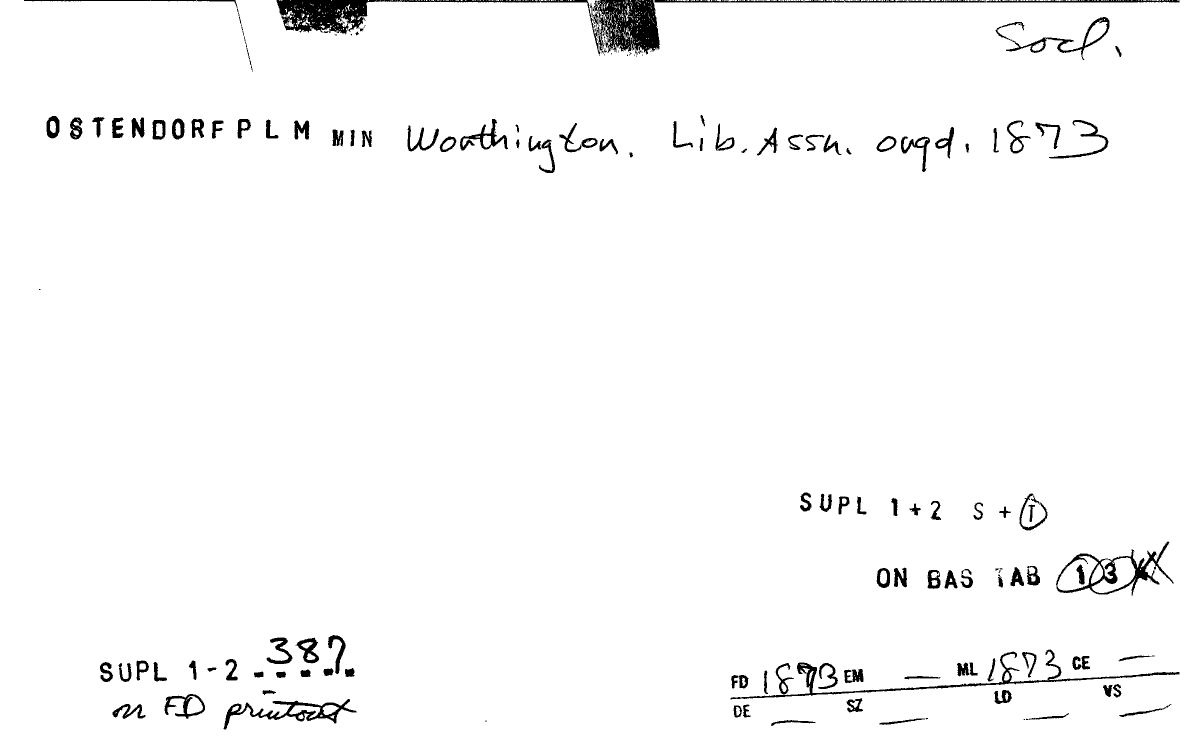 Socl.
OSTENDORF P L M MIN Worthington. Lib. Assn. orgd. 1873
SUPL 1+2 S + T
ON BAS TAB 1 3
SUPL 1-2 387
on FD printout
FD 1873 EM — ML 1873 CE —
DE — SZ — LD — VS —